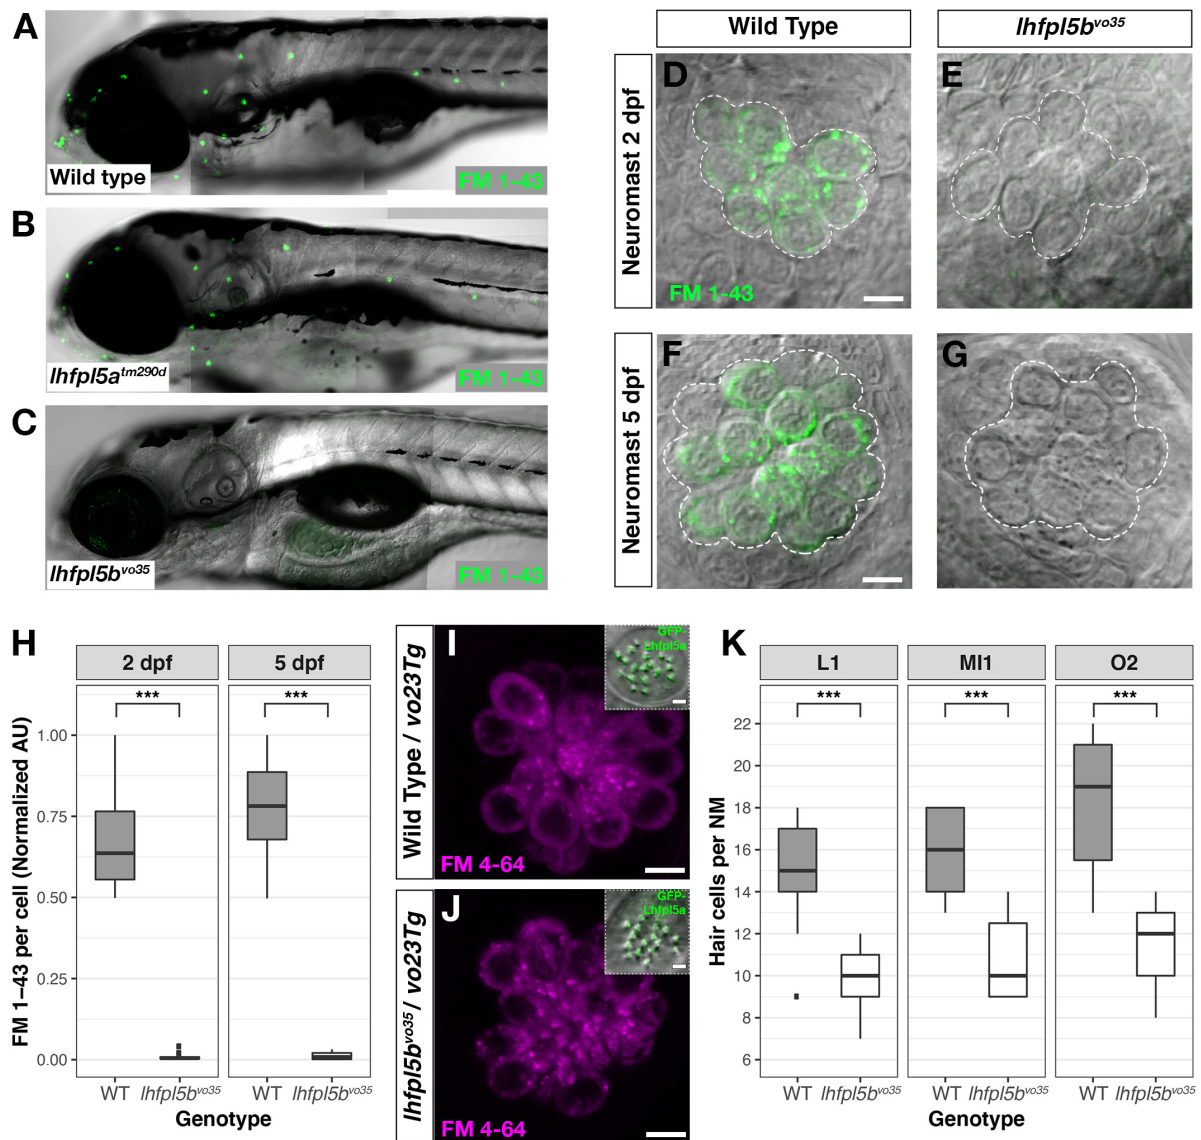 A
Wild type
FM 1-43
B
lhfpl5a^tm290d
FM 1-43
C
lhfpl5b^vo35
FM 1-43
Wild Type
lhfpl5b^vo35
Neuromast 2 dpf
D
FM 1-43
E
Neuromast 5 dpf
F
G
H
2 dpf
5 dpf
***
***
FM 1–43 per cell (Normalized AU)
1.00
0.75
0.50
0.25
0.00
WT
lhfpl5b^vo35
WT
lhfpl5b^vo35
Genotype
Wild Type / vo23Tg
I
GFP-
Lhfpl5a
FM 4-64
lhfpl5b^vo35 / vo23Tg
J
GFP-
Lhfpl5a
FM 4-64
K
L1
MI1
O2
***
***
***
Hair cells per NM
22
20
18
16
14
12
10
8
6
WT
lhfpl5b^vo35
WT
lhfpl5b^vo35
WT
lhfpl5b^vo35
Genotype